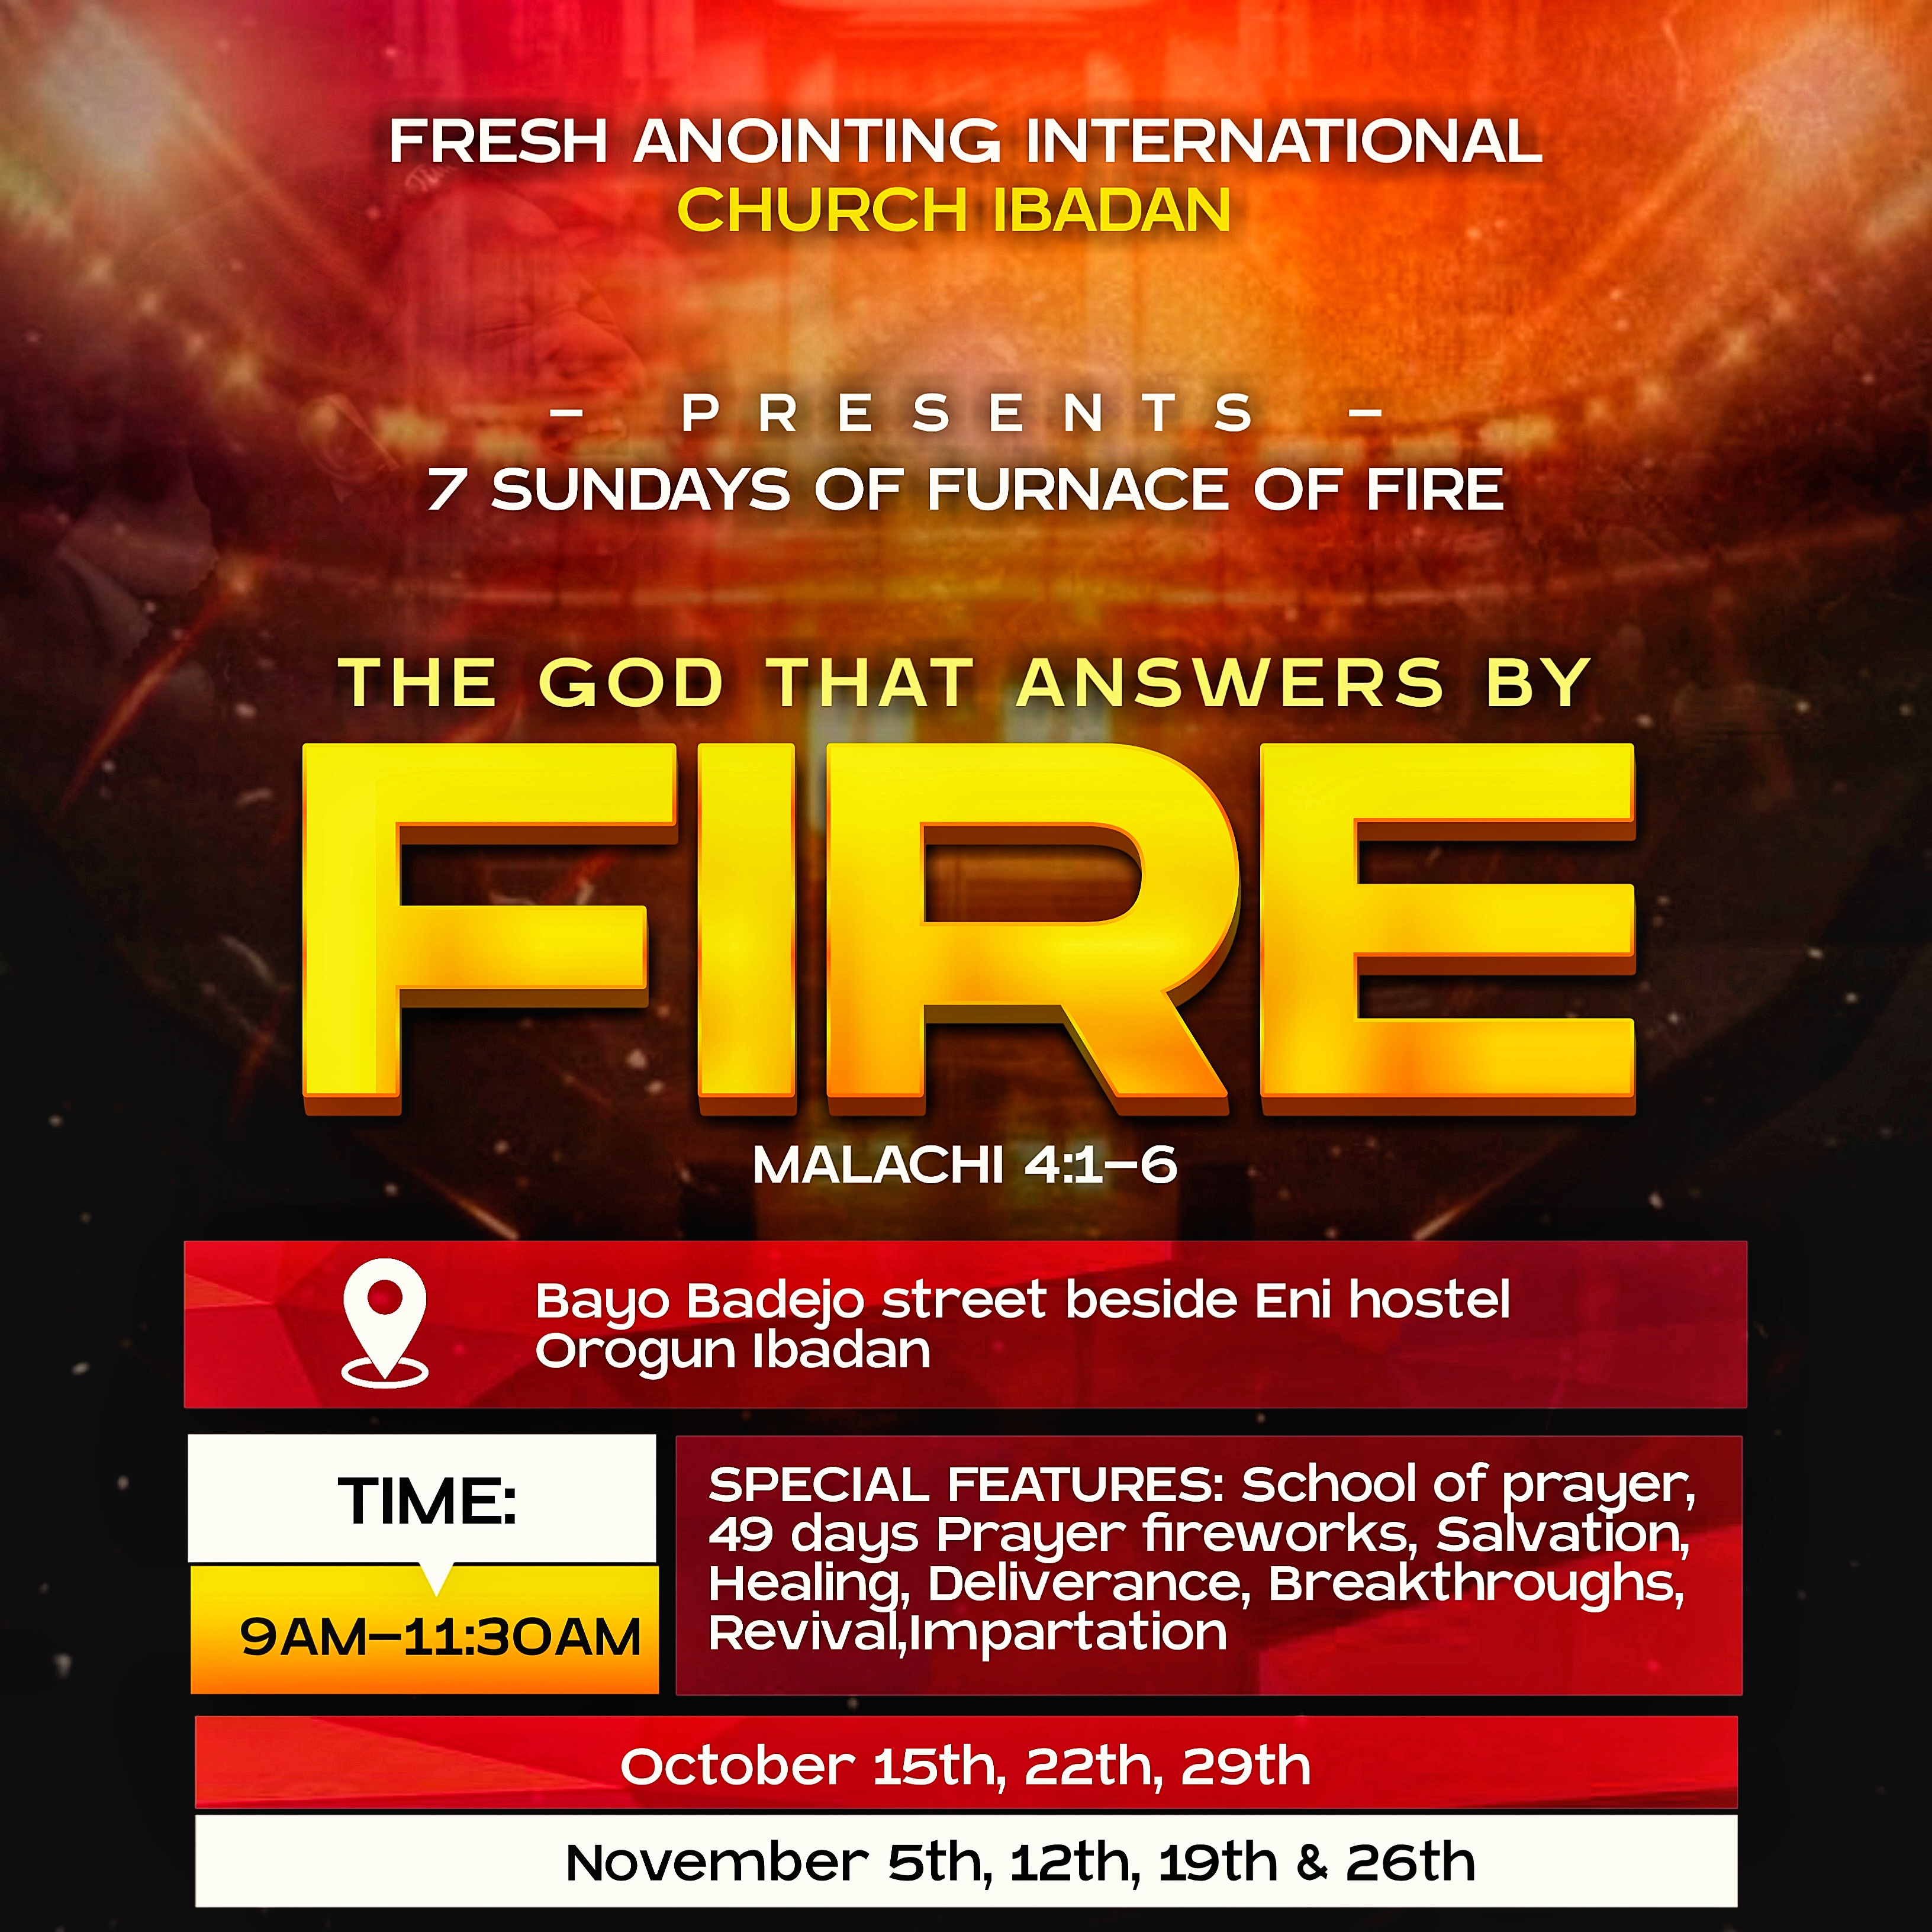 FRESH ANOINTING INTERNATIONAL
CHURCH IBADAN
– PRESENTS –
7 SUNDAYS OF FURNACE OF FIRE
THE GOD THAT ANSWERS BY
FIRE
MALACHI 4:1–6
Bayo Badejo street beside Eni hostel
Orogun Ibadan
TIME:
9AM–11:30AM
SPECIAL FEATURES: School of prayer,
49 days Prayer fireworks, Salvation,
Healing, Deliverance, Breakthroughs,
Revival,Impartation
October 15th, 22th, 29th
November 5th, 12th, 19th & 26th